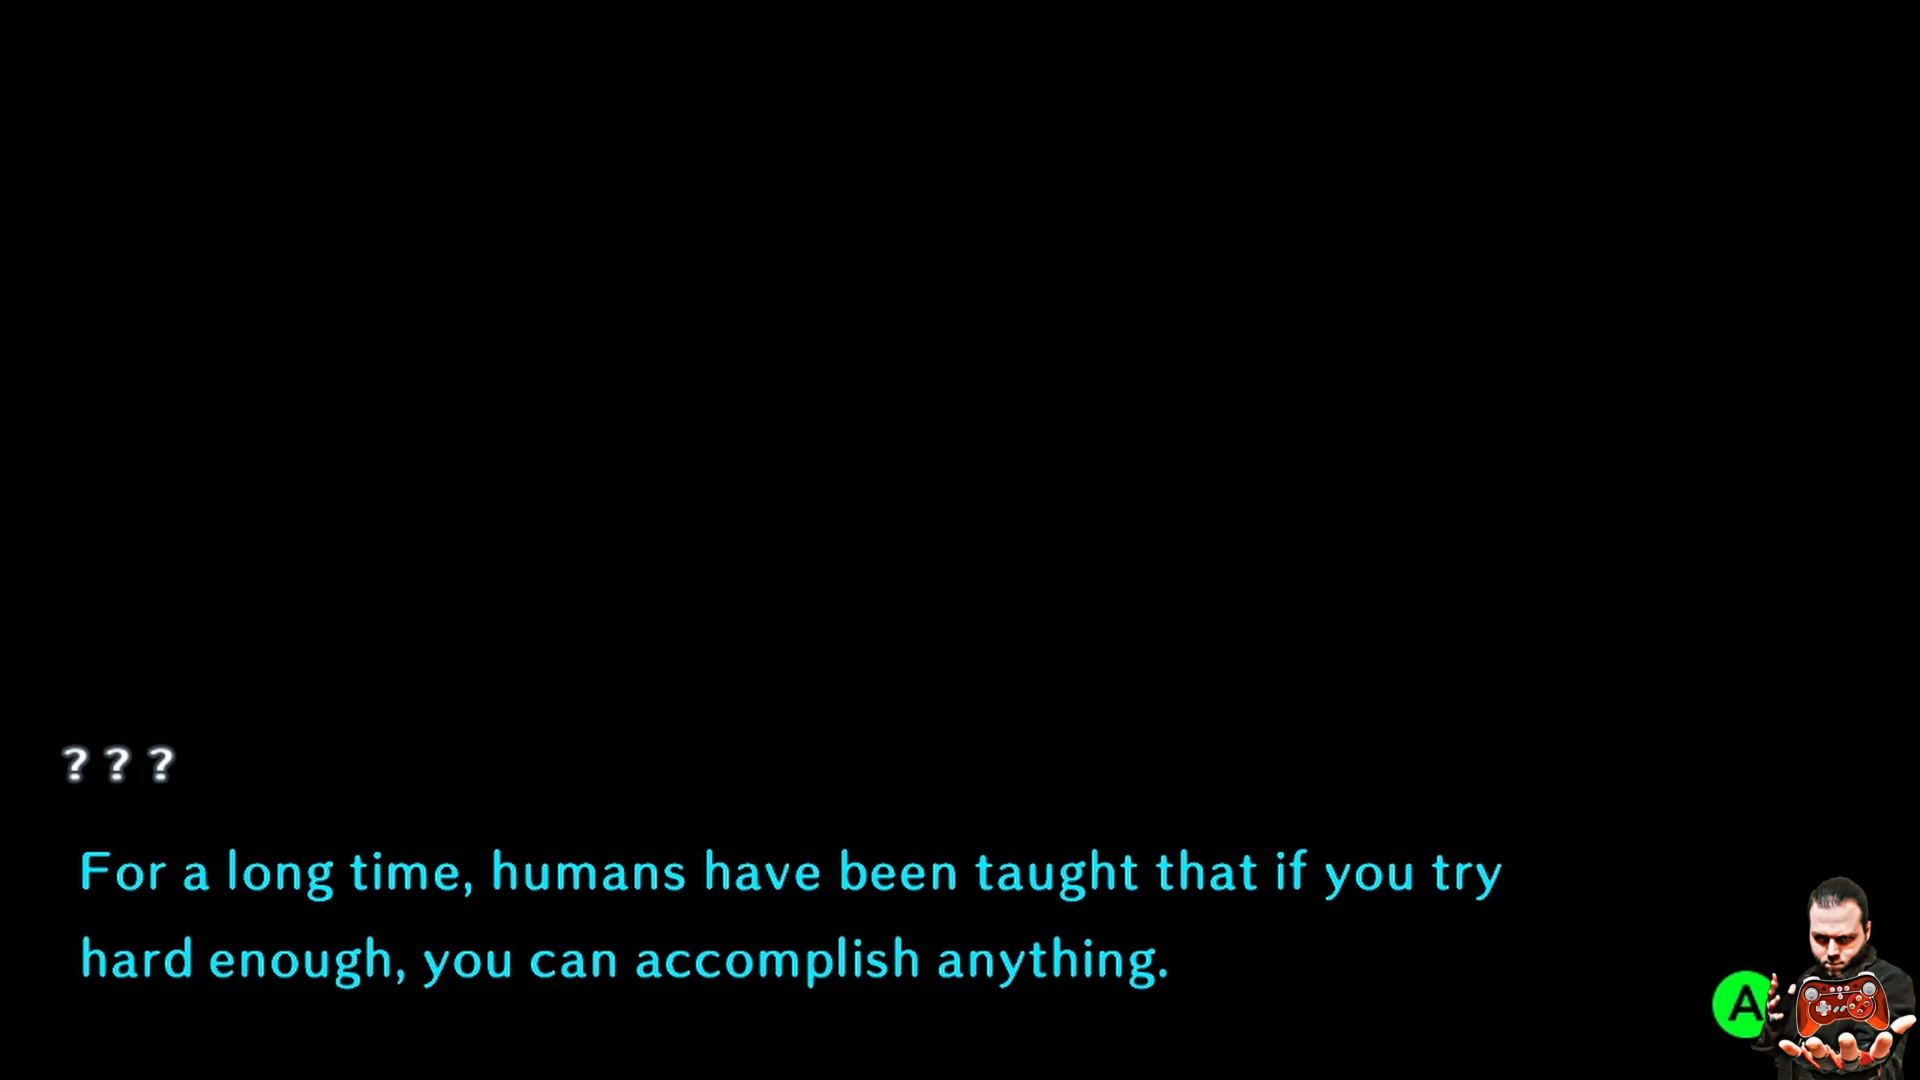 ? ? ?
For a long time, humans have been taught that if you try
hard enough, you can accomplish anything.
A